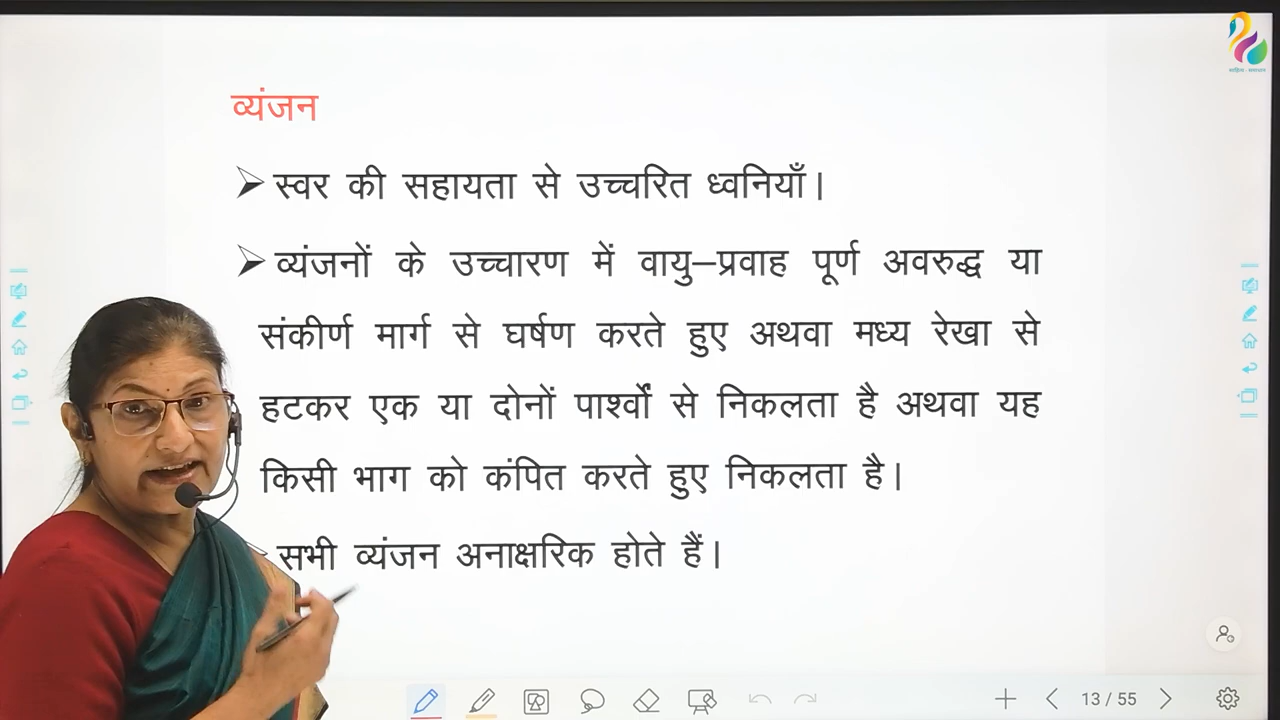 व्यंजन
स्वर की सहायता से उच्चरित ध्वनियाँ।
व्यंजनों के उच्चारण में वायु–प्रवाह पूर्ण अवरुद्ध या
संकीर्ण मार्ग से घर्षण करते हुए अथवा मध्य रेखा से
हटकर एक या दोनों पार्श्वों से निकलता है अथवा यह
किसी भाग को कंपित करते हुए निकलता है।
सभी व्यंजन अनाक्षरिक होते हैं।
13 / 55